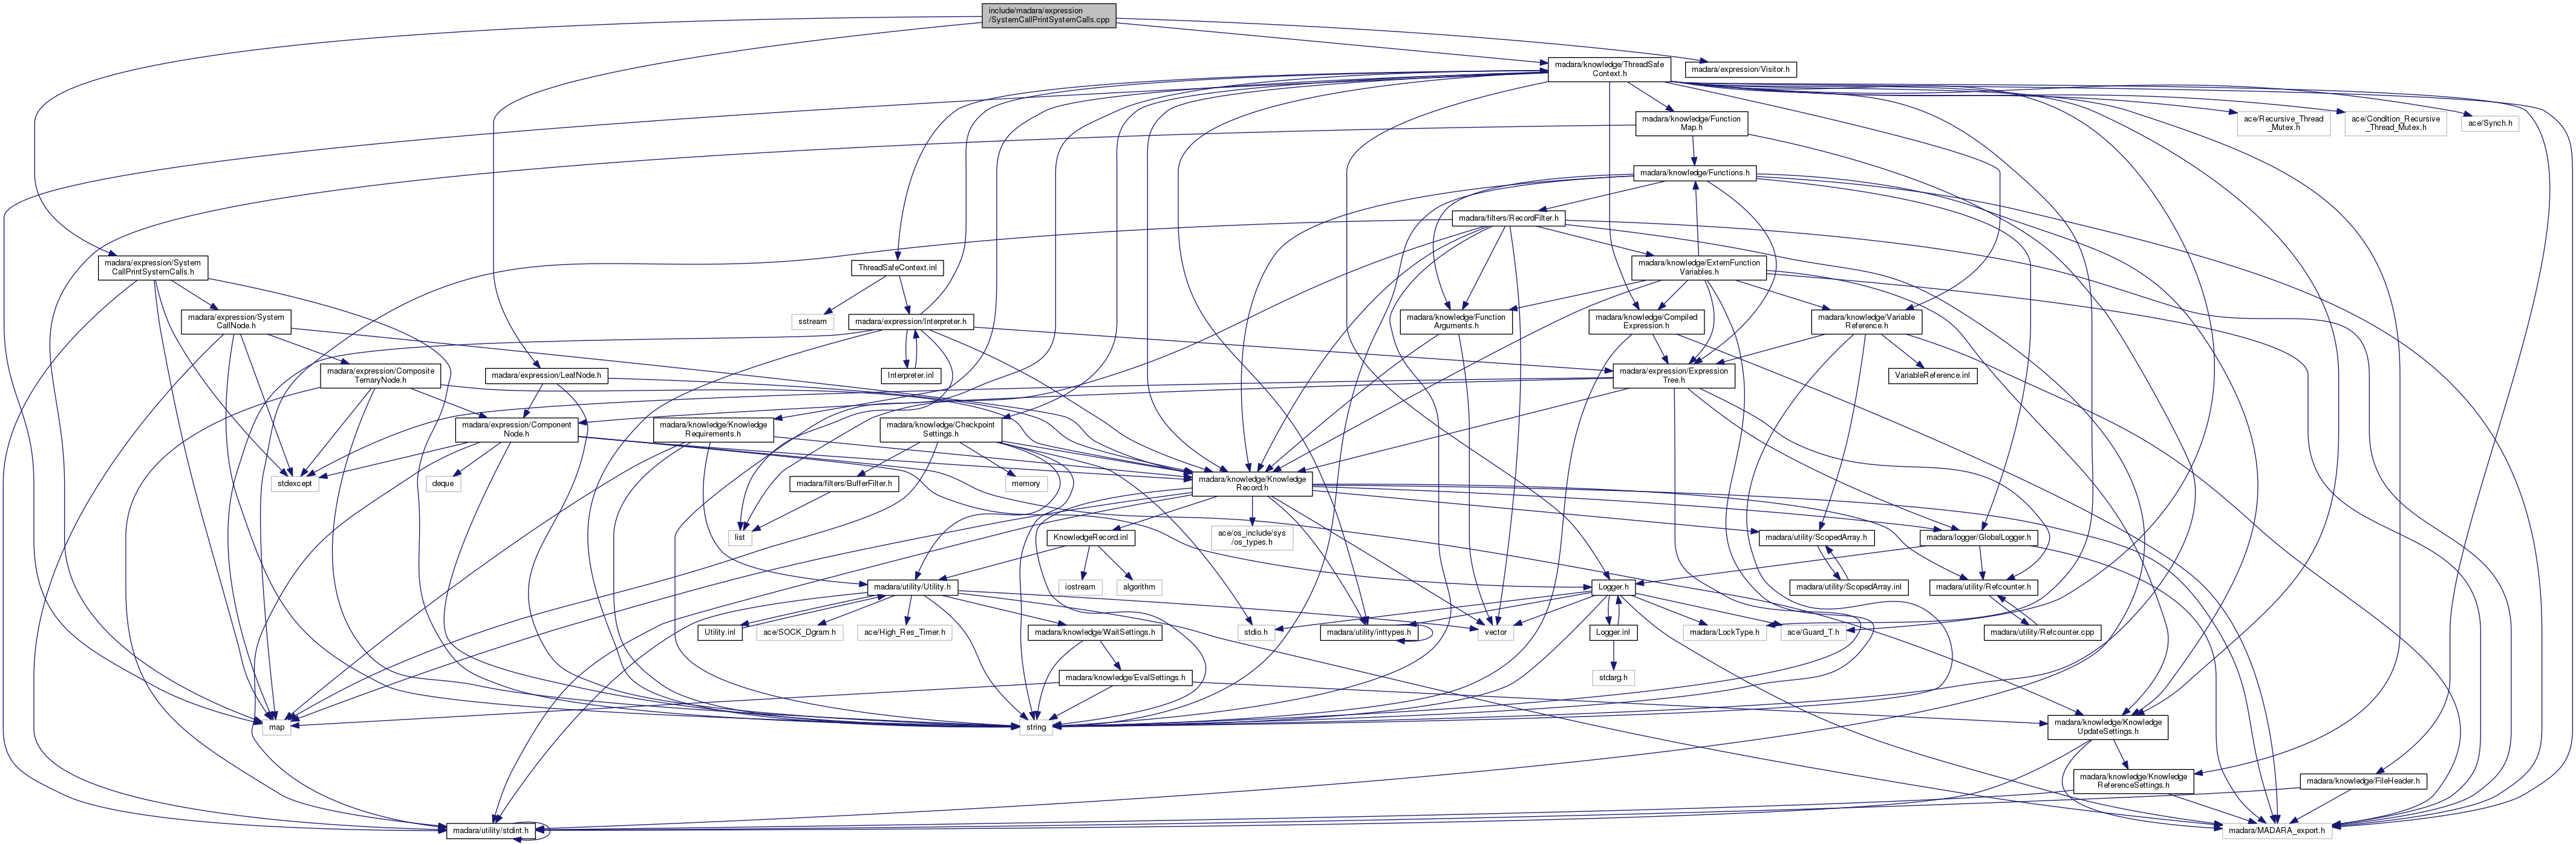 include/madara/expression
/SystemCallPrintSystemCalls.cpp
madara/knowledge/ThreadSafe
Context.h
madara/expression/Visitor.h
madara/knowledge/Function
Map.h
ace/Recursive_Thread
_Mutex.h
ace/Condition_Recursive
_Thread_Mutex.h
ace/Synch.h
madara/knowledge/Functions.h
madara/filters/RecordFilter.h
madara/expression/System
CallPrintSystemCalls.h
ThreadSafeContext.inl
madara/knowledge/ExternFunction
Variables.h
madara/expression/System
CallNode.h
sstream
madara/expression/Interpreter.h
madara/knowledge/Function
Arguments.h
madara/knowledge/Compiled
Expression.h
madara/knowledge/Variable
Reference.h
madara/expression/Composite
TernaryNode.h
madara/expression/LeafNode.h
Interpreter.inl
madara/expression/Expression
Tree.h
VariableReference.inl
madara/expression/Component
Node.h
madara/knowledge/Knowledge
Requirements.h
madara/knowledge/Checkpoint
Settings.h
stdexcept
deque
madara/filters/BufferFilter.h
memory
madara/knowledge/Knowledge
Record.h
list
KnowledgeRecord.inl
ace/os_include/sys
/os_types.h
madara/utility/ScopedArray.h
madara/logger/GlobalLogger.h
madara/utility/Utility.h
iostream
algorithm
Logger.h
madara/utility/ScopedArray.inl
madara/utility/Refcounter.h
Utility.inl
ace/SOCK_Dgram.h
ace/High_Res_Timer.h
madara/knowledge/WaitSettings.h
stdio.h
madara/utility/inttypes.h
vector
Logger.inl
madara/LockType.h
ace/Guard_T.h
madara/utility/Refcounter.cpp
madara/knowledge/EvalSettings.h
stdarg.h
map
string
madara/knowledge/Knowledge
UpdateSettings.h
madara/knowledge/Knowledge
ReferenceSettings.h
madara/knowledge/FileHeader.h
madara/utility/stdint.h
madara/MADARA_export.h